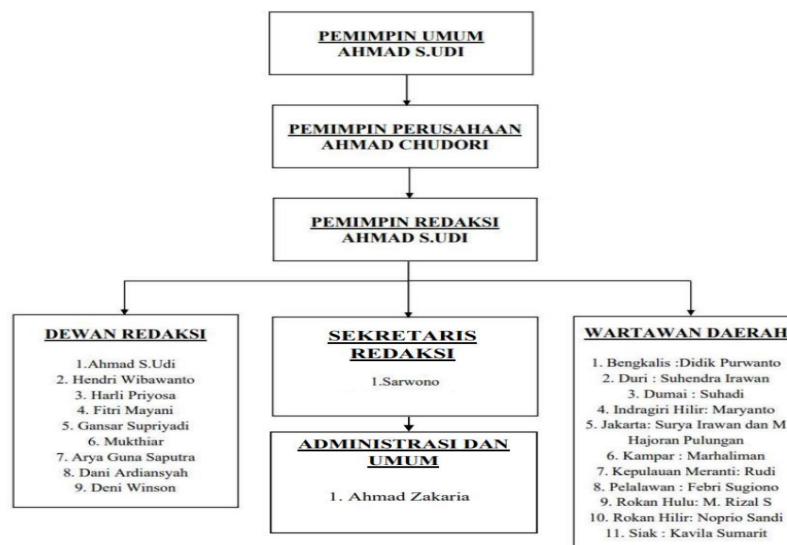 PEMIMPIN UMUM
AHMAD S.UDI
PEMIMPIN PERUSAHAAN
AHMAD CHUDORI
PEMIMPIN REDAKSI
AHMAD S.UDI
DEWAN REDAKSI
1.Ahmad S.Udi
2. Hendri Wibawanto
3. Harli Priyosa
4. Fitri Mayani
5. Gansar Supriyadi
6. Mukthiar
7. Arya Guna Saputra
8. Dani Ardiansyah
9. Deni Winson
SEKRETARIS
REDAKSI
1.Sarwono
ADMINISTRASI DAN
UMUM
1. Ahmad Zakaria
WARTAWAN DAERAH
1. Bengkalis :Didik Purwanto
2. Duri : Suhendra Irawan
3. Dumai : Suhadi
4. Indragiri Hilir: Maryanto
5. Jakarta: Surya Irawan dan M
Hajoran Pulungan
6. Kampar : Marhaliman
7. Kepulauan Meranti: Rudi
8. Pelalawan : Febri Sugiono
9. Rokan Hulu: M. Rizal S
10. Rokan Hilir: Noprio Sandi
11. Siak : Kavila Sumarit